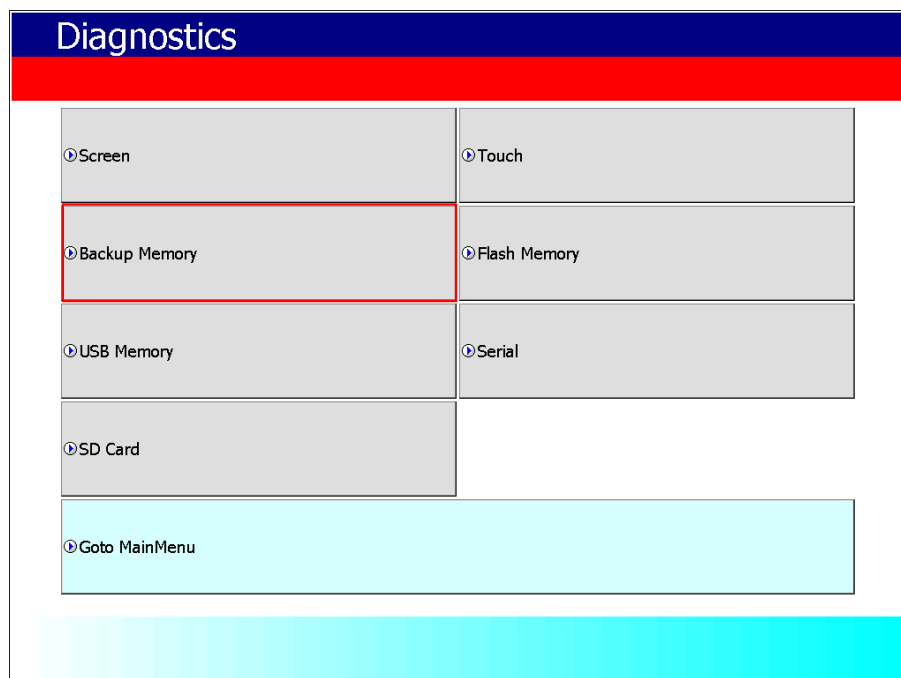 Diagnostics
Screen
Touch
Backup Memory
Flash Memory
USB Memory
Serial
SD Card
Goto MainMenu